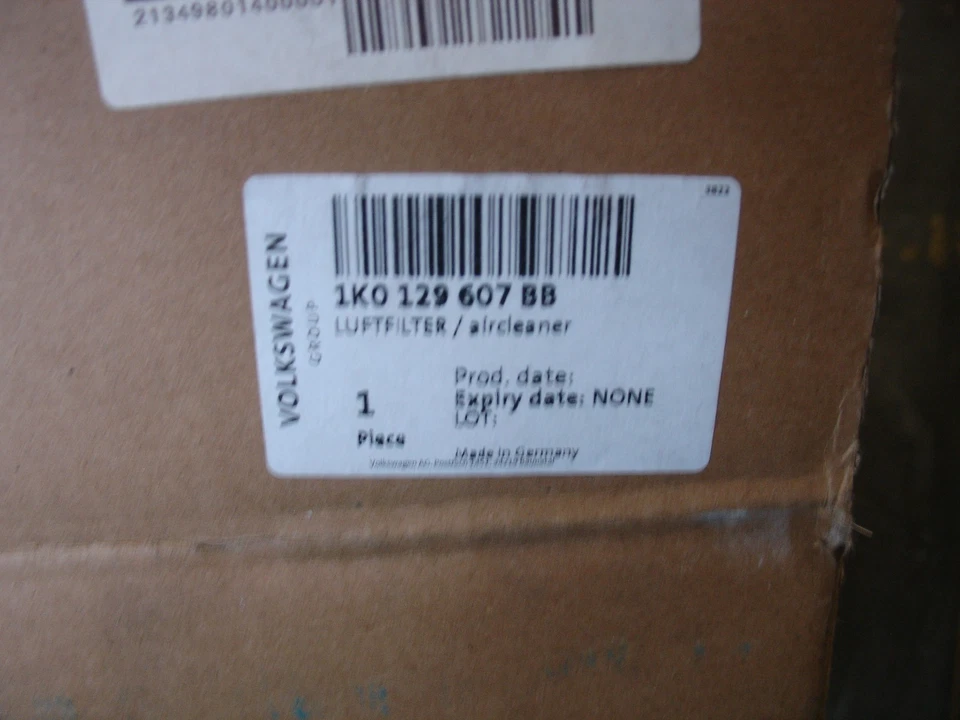 VOLKSWAGEN
GROUP
1K0 129 607 BB
LUFTFILTER / aircleaner
1
Piece
Prod. date:
Expiry date: NONE
LOT:
Made in Germany